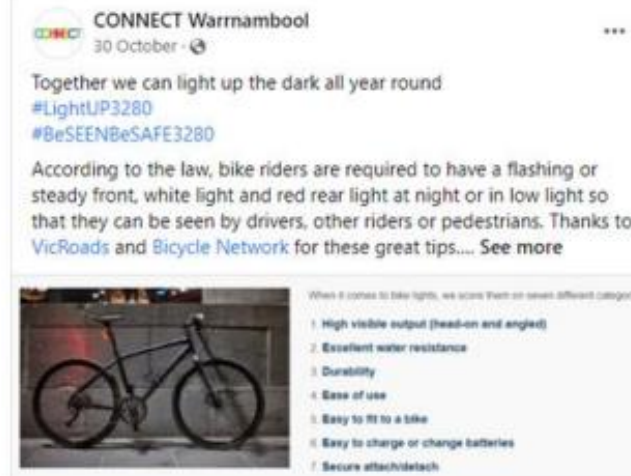 CONNECT
CONNECT Warrnambool
30 October
Together we can light up the dark all year round
#LightUP3280
#BeSEENBeSAFE3280
According to the law, bike riders are required to have a flashing or
steady front, white light and red rear light at night or in low light so
that they can be seen by drivers, other riders or pedestrians. Thanks to
VicRoads and Bicycle Network for these great tips.... See more
When it comes to bike lights, we score them on seven different categor
1. High visible output (head-on and angled)
2. Excellent water resistance
3. Durability
4. Ease of use
5. Easy to fit to a bike
6. Easy to charge or change batteries
7. Secure attach/detach